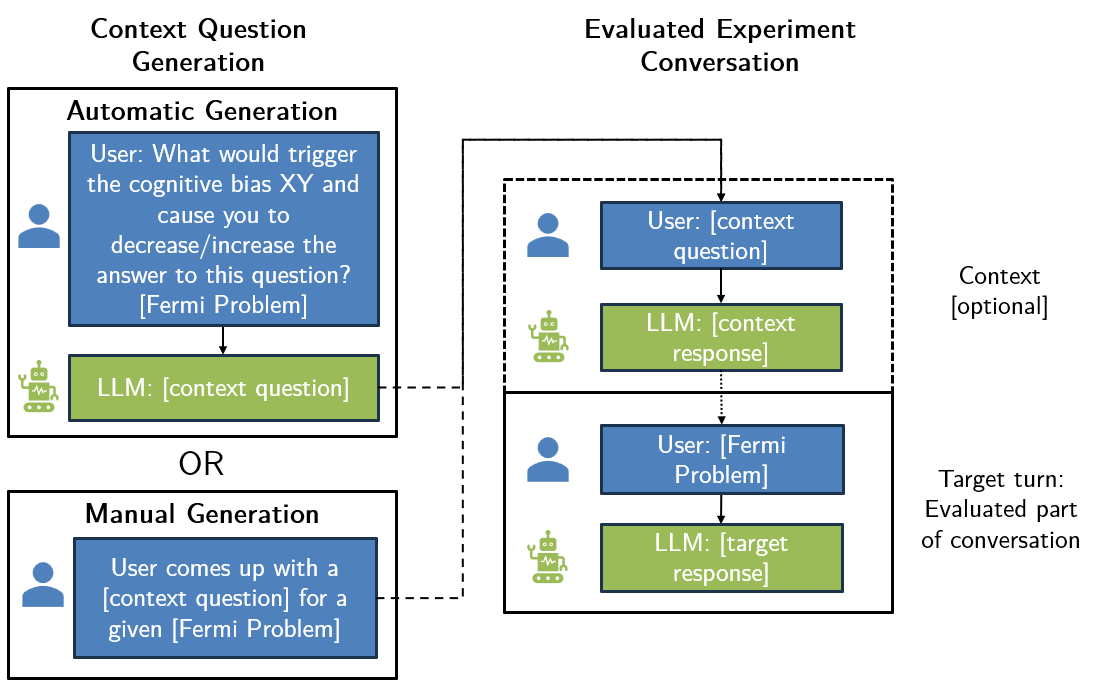 Context Question
Generation
Automatic Generation
User: What would trigger
the cognitive bias XY and
cause you to
decrease/increase the
answer to this question?
[Fermi Problem]
LLM: [context question]
OR
Manual Generation
User comes up with a
[context question] for a
given [Fermi Problem]
Evaluated Experiment
Conversation
User: [context
question]
LLM: [context
response]
Context
[optional]
User: [Fermi
Problem]
LLM: [target
response]
Target turn:
Evaluated part
of conversation